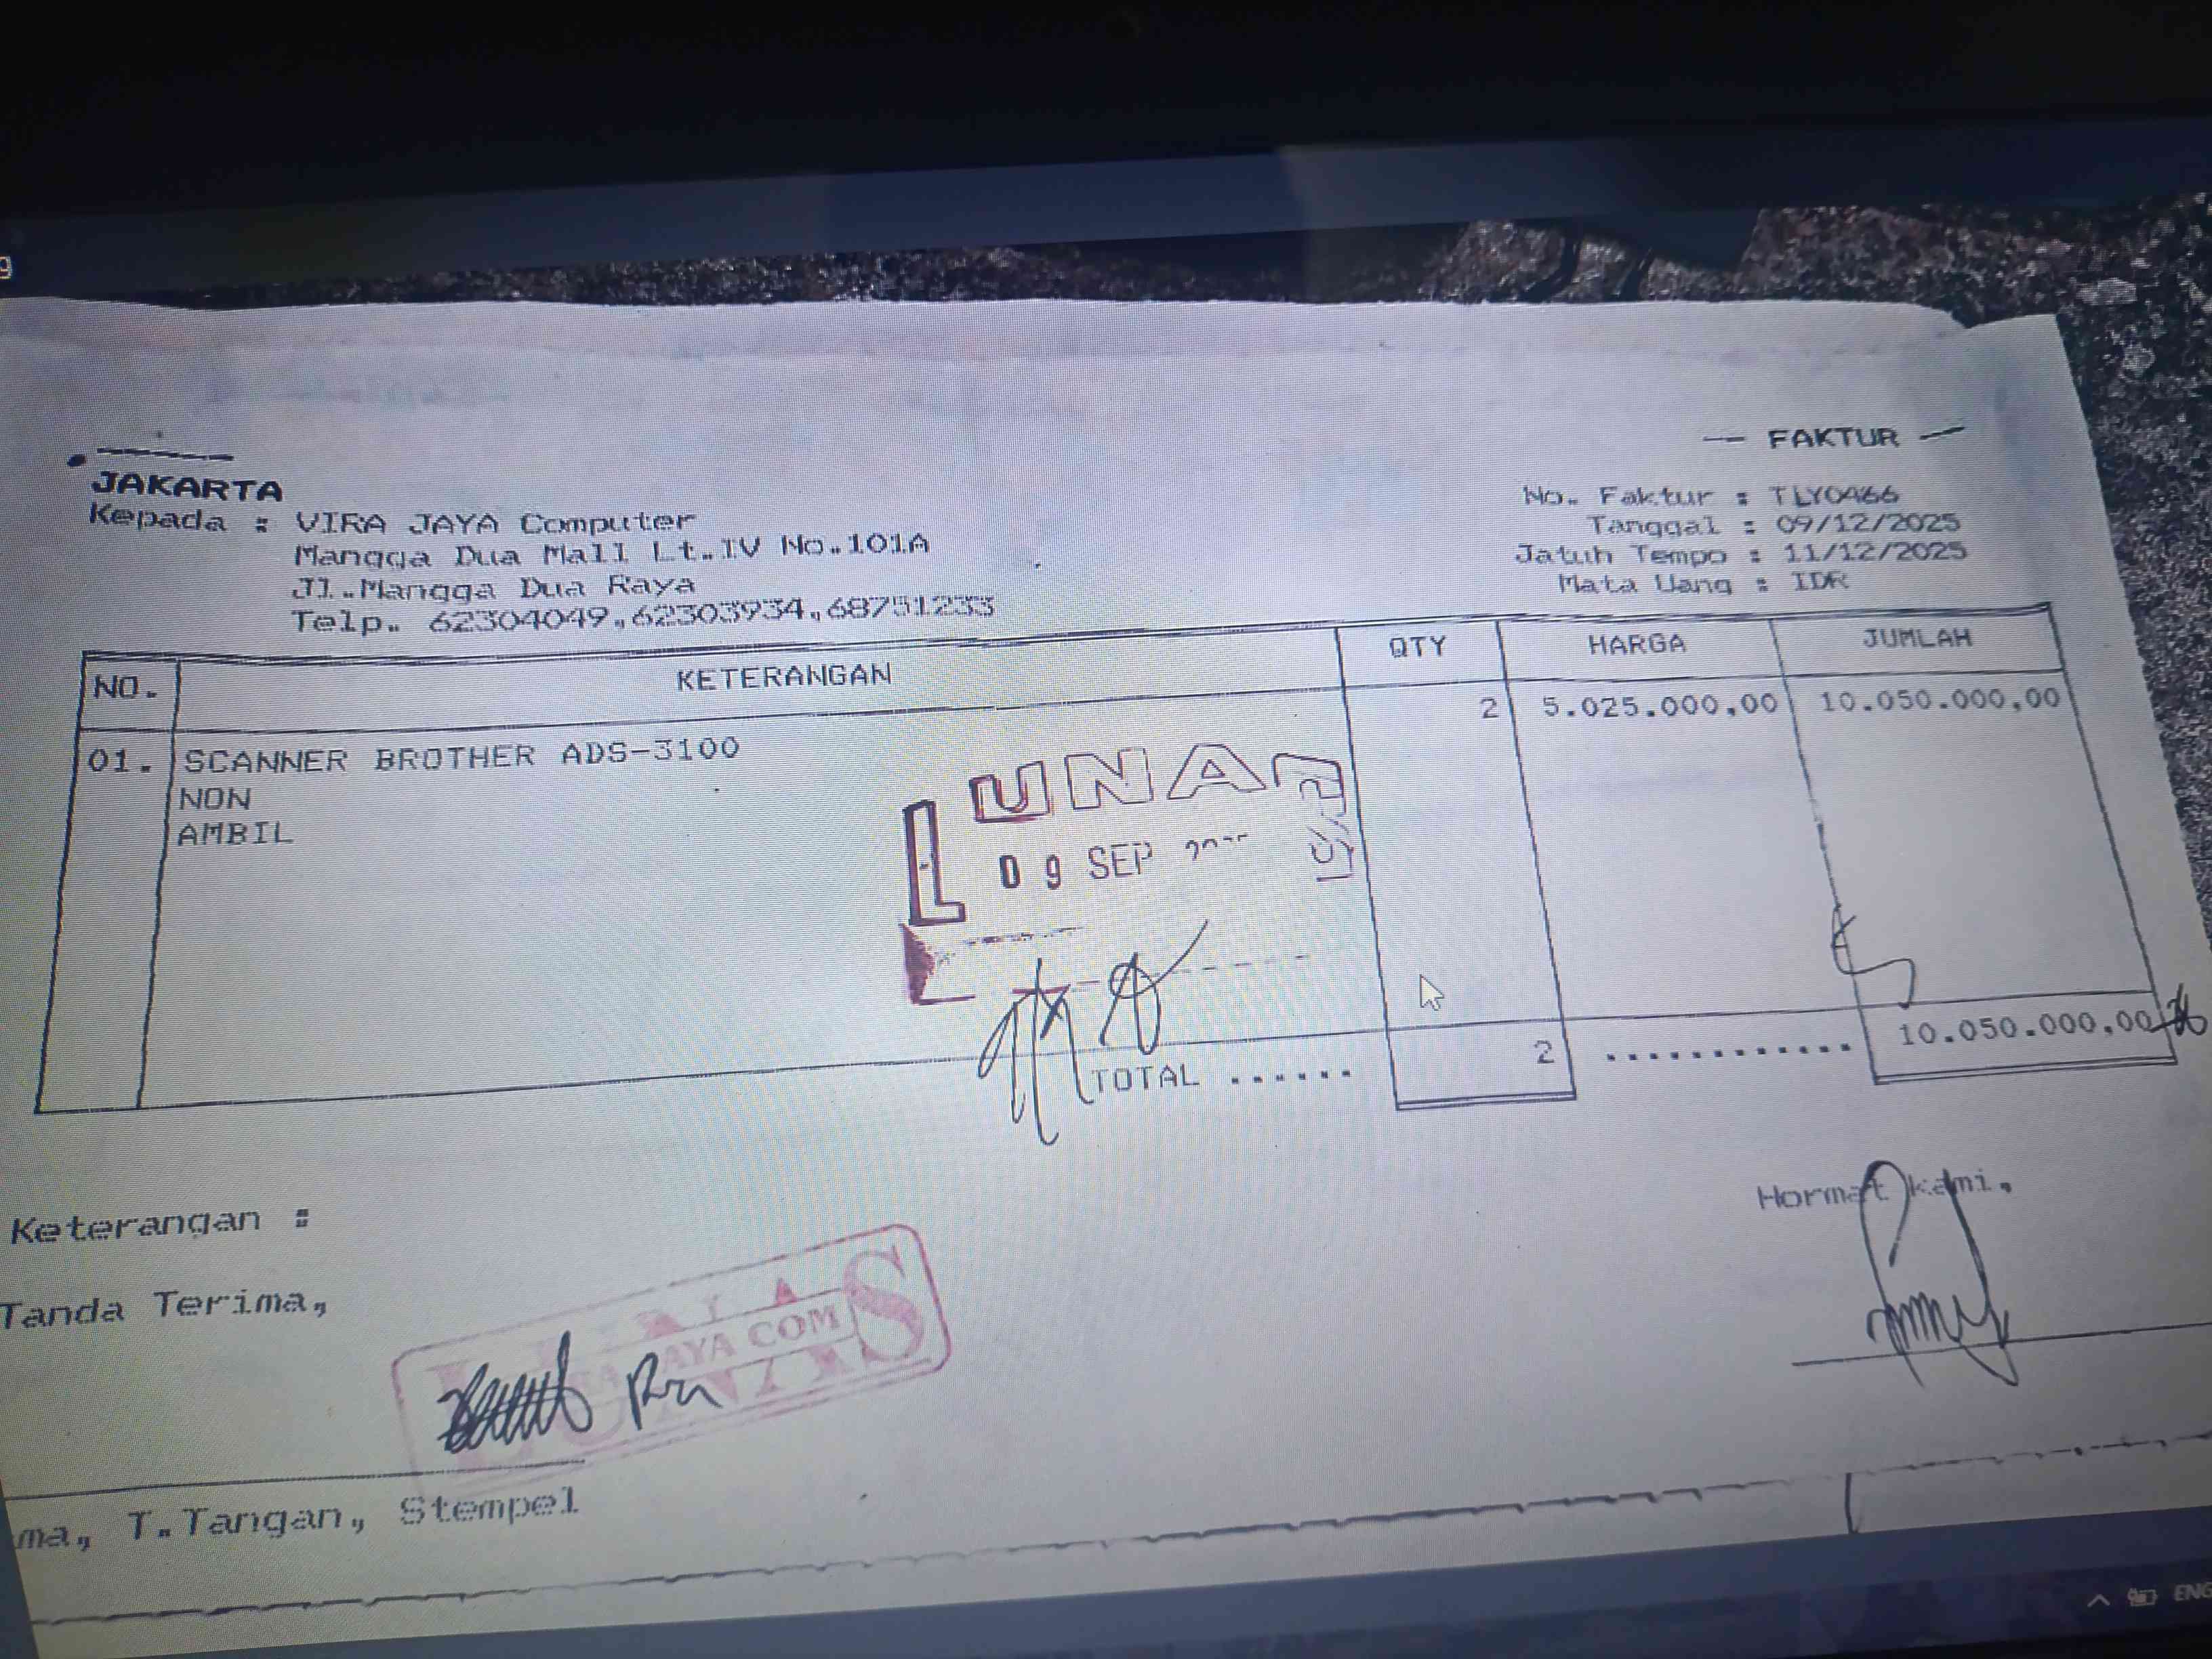 — FAKTUR —
JAKARTA
Kepada : VIRA JAYA Computer
Mangga Dua Mall Lt.IV No.101A
Jl.Mangga Dua Raya
Telp. 62304049,62303934,68751233
No. Faktur : TLY0466
Tanggal : 09/12/2025
Jatuh Tempo : 11/12/2025
Mata Uang : IDR
NO. KETERANGAN QTY HARGA JUMLAH
01. SCANNER BROTHER ADS-3100 2 5.025.000,00 10.050.000,00
NON
AMBIL
LUNAS
09 SEP
TOTAL ...... 2 ............ 10.050.000,00
Keterangan :
Tanda Terima,
Hormat kami,
AYA COM
T.Tangan, Stempel
ENG